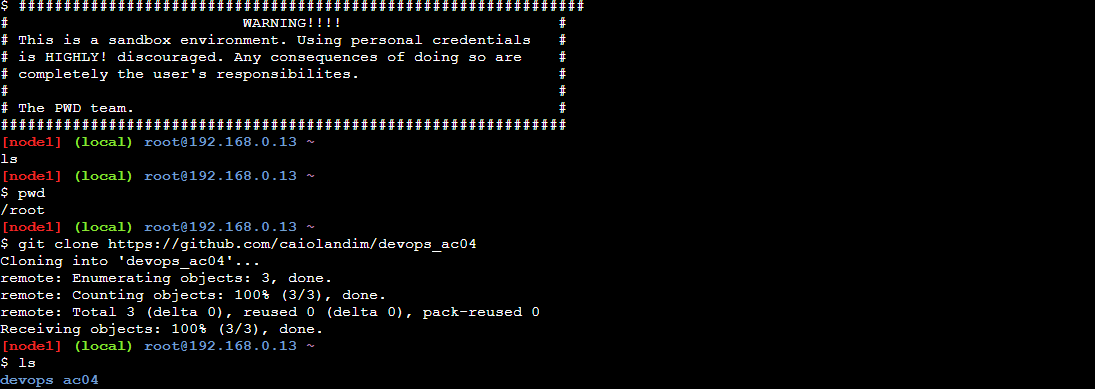 $ ###############################################################
#                          WARNING!!!!                        #
# This is a sandbox environment. Using personal credentials   #
# is HIGHLY! discouraged. Any consequences of doing so are    #
# completely the user's responsibilites.                      #
#                                                             #
# The PWD team.                                               #
###############################################################
[node1] (local) root@192.168.0.13 ~
ls
[node1] (local) root@192.168.0.13 ~
$ pwd
/root
[node1] (local) root@192.168.0.13 ~
$ git clone https://github.com/caiolandim/devops_ac04
Cloning into 'devops_ac04'...
remote: Enumerating objects: 3, done.
remote: Counting objects: 100% (3/3), done.
remote: Total 3 (delta 0), reused 0 (delta 0), pack-reused 0
Receiving objects: 100% (3/3), done.
[node1] (local) root@192.168.0.13 ~
$ ls
devops ac04